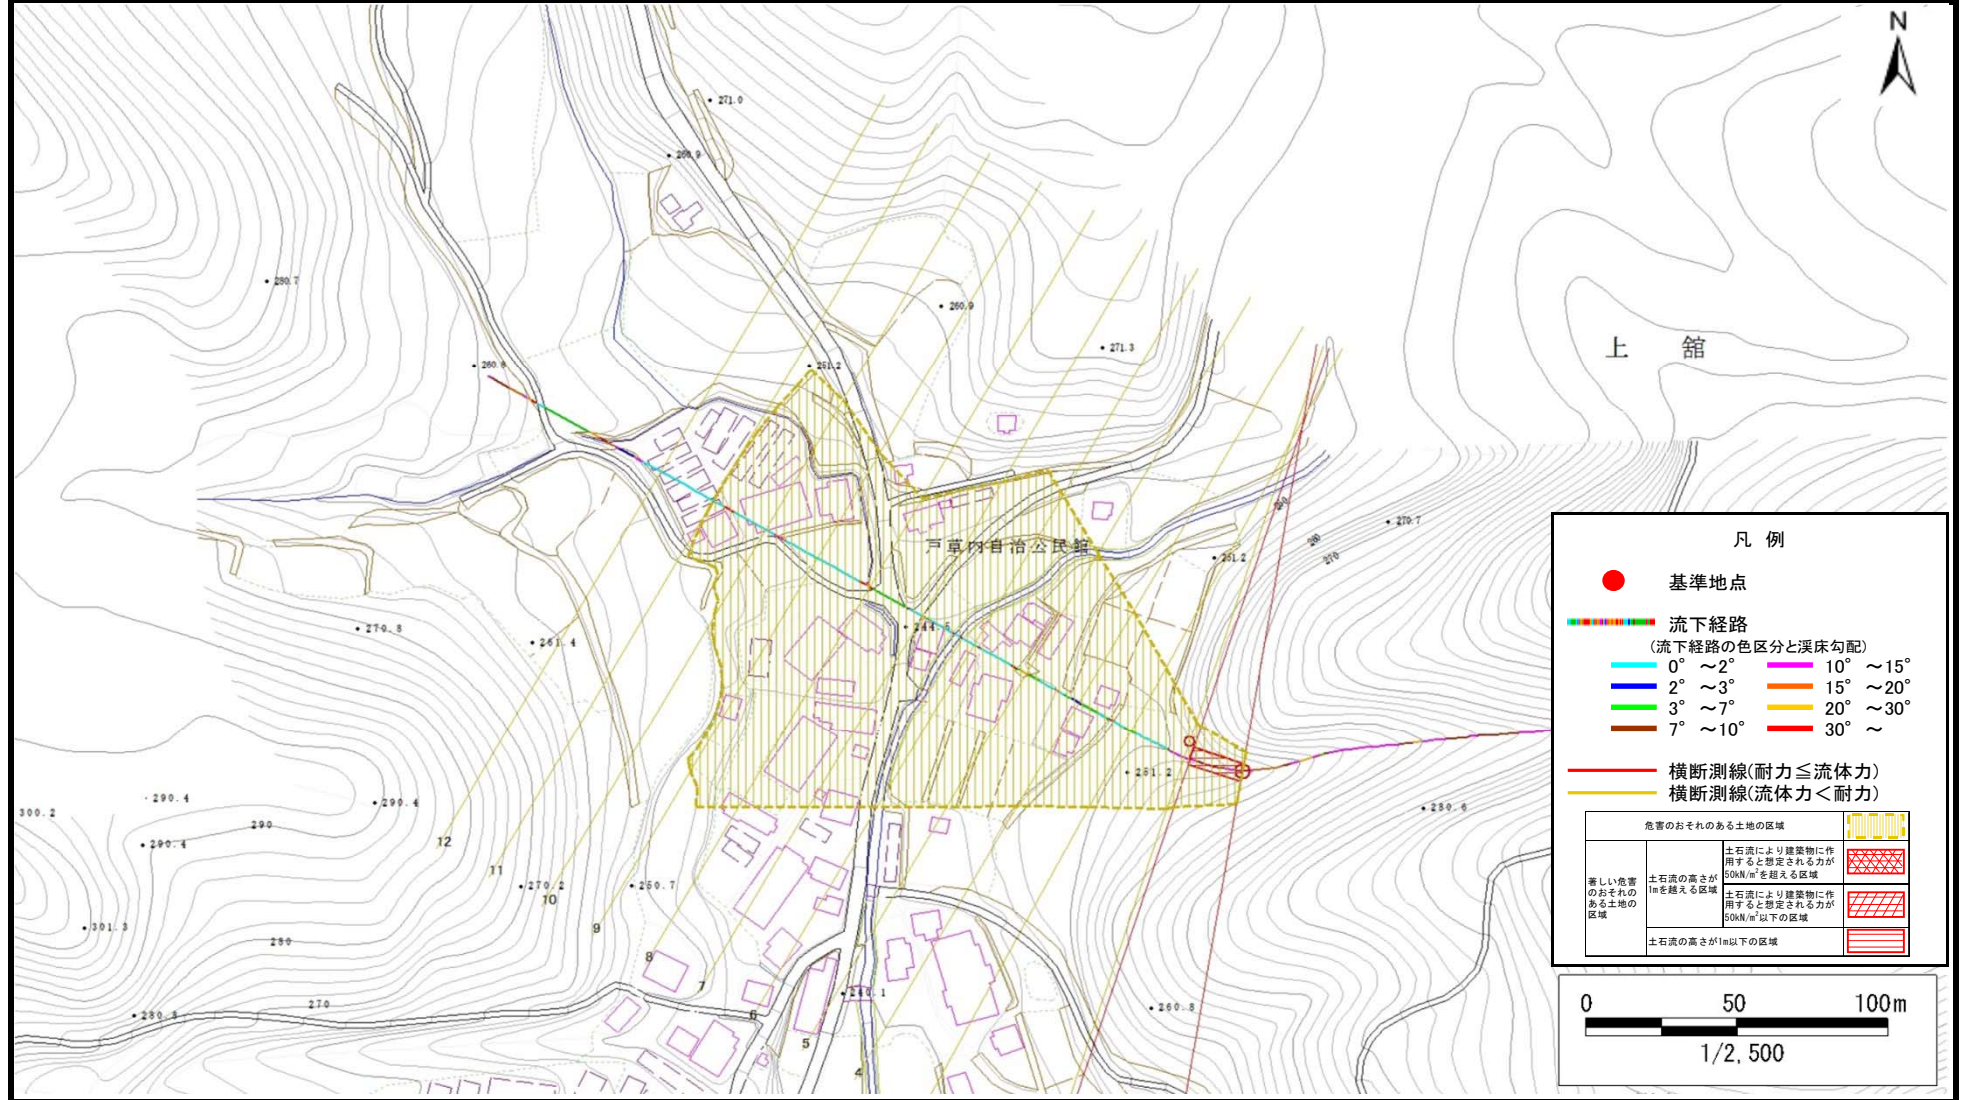 N
271.0
260.9
280.7
260.9
271.3
上 舘
260.8
251.2
270.7
戸草内自治公民館
251.2
260
270
270.8
251.4
244.5
251.2
280.6
290.4
290.4
300.2
290
290.4
12
11
270.2
250.7
10
301.3
9
280
8
7
240.1
270
6
260.8
280.8
5
4
凡 例
基準地点
流下経路
(流下経路の色区分と渓床勾配)
0° ～2° 10° ～15°
2° ～3° 15° ～20°
3° ～7° 20° ～30°
7° ～10° 30° ～
横断測線(耐力≦流体力)
横断測線(流体力＜耐力)
危害のおそれのある土地の区域
著しい危害
のおそれの
ある土地の
区域
土石流の高さが
1mを越える区域
土石流により建築物に作
用すると想定される力が
50kN/m²を超える区域
土石流により建築物に作
用すると想定される力が
50kN/m²以下の区域
土石流の高さが1m以下の区域
0 50 100m
1/2,500